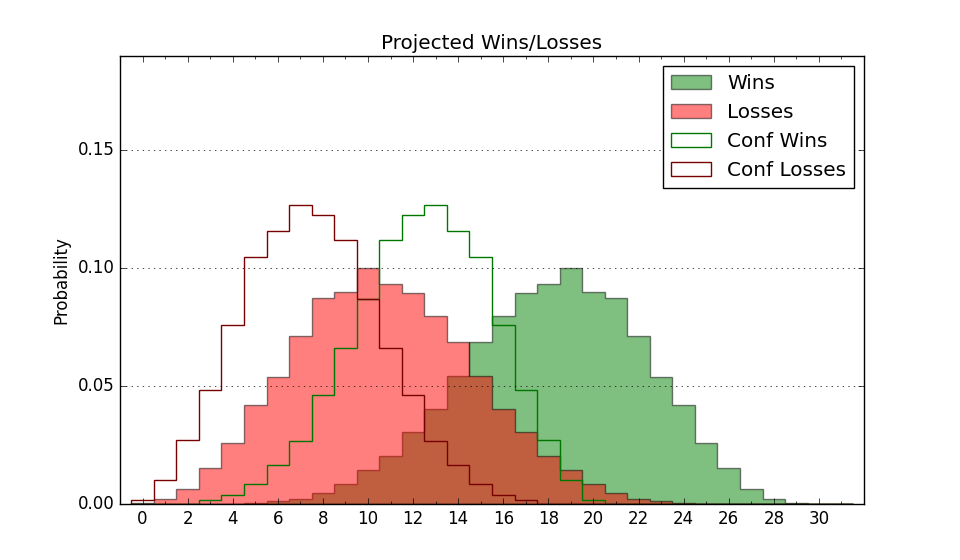 Projected Wins/Losses
Wins
Losses
Conf Wins
Conf Losses
Probability
0.15
0.10
0.05
0.00
0 2 4 6 8 10 12 14 16 18 20 22 24 26 28 30